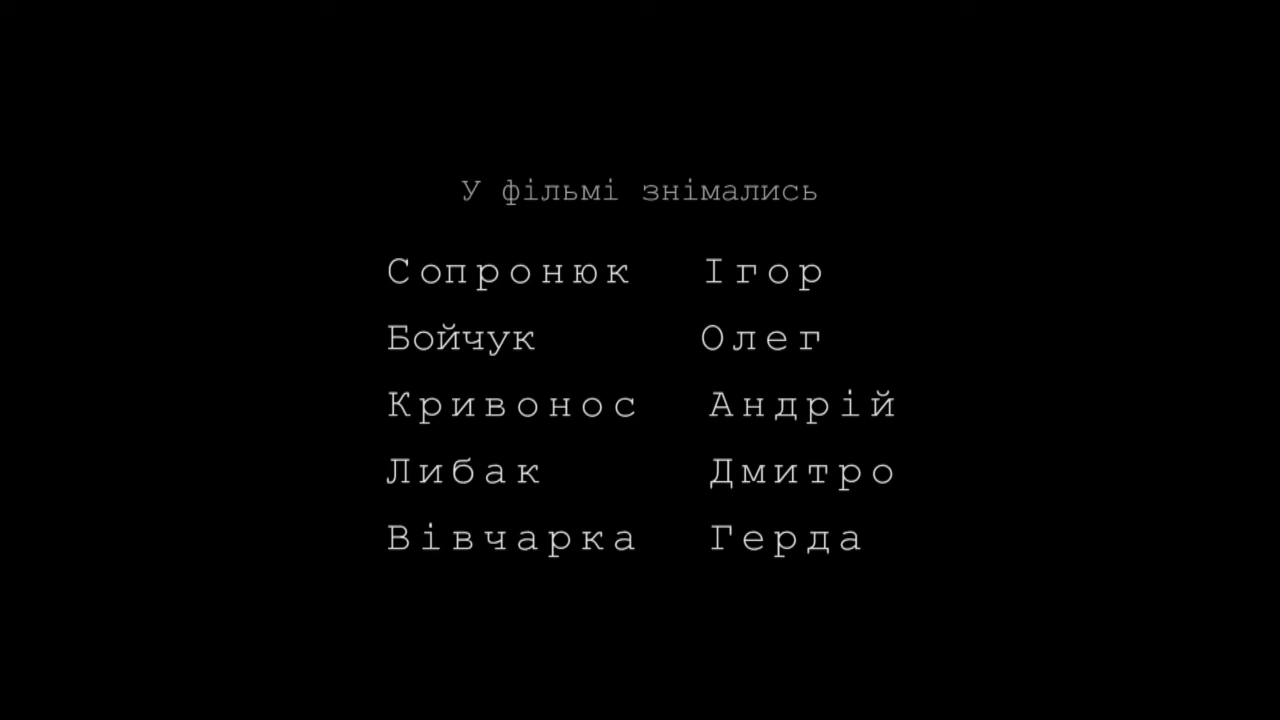 У фільмі знімались
Сопронюк Ігор
Бойчук Олег
Кривонос Андрій
Либак Дмитро
Вівчарка Герда